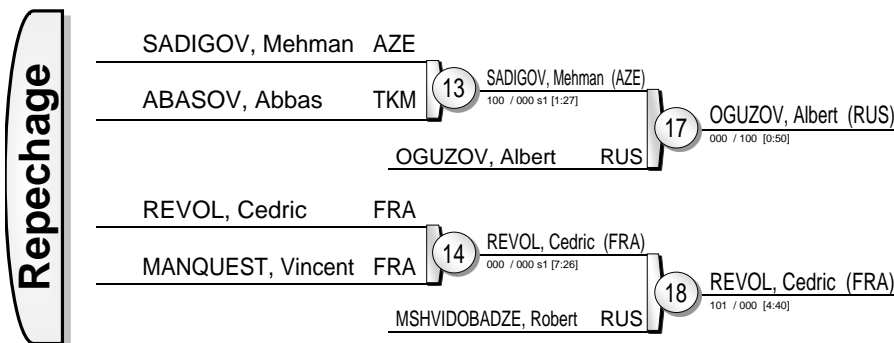 Repechage
SADIGOV, Mehman AZE
ABASOV, Abbas TKM
13
SADIGOV, Mehman (AZE)
100 / 000 s1 [1:27]
OGUZOV, Albert RUS
17
OGUZOV, Albert (RUS)
000 / 100 [0:50]
REVOL, Cedric FRA
MANQUEST, Vincent FRA
14
REVOL, Cedric (FRA)
000 / 000 s1 [7:26]
MSHVIDOBADZE, Robert RUS
18
REVOL, Cedric (FRA)
101 / 000 [4:40]